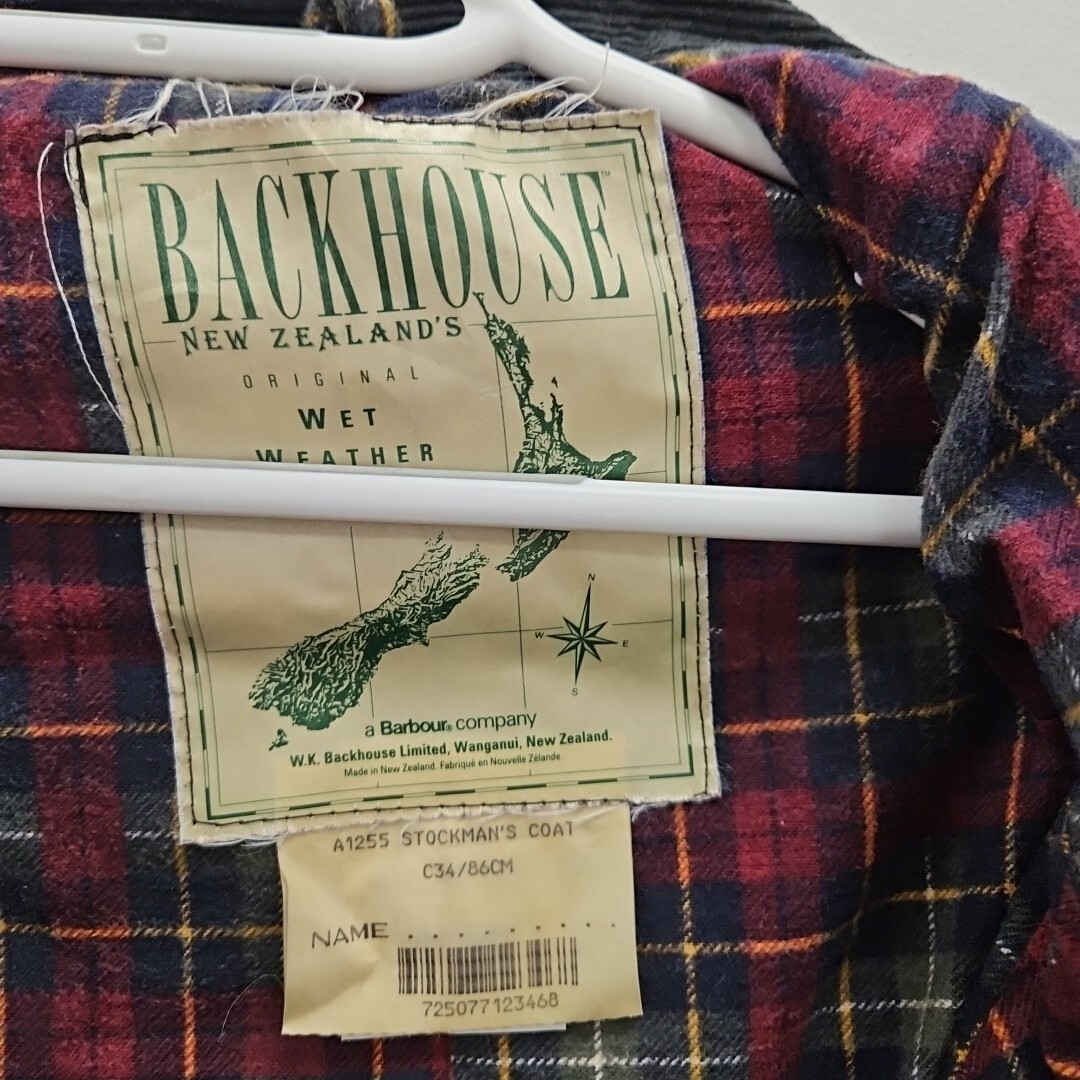 BACKHOUSE™
NEW ZEALAND'S
ORIGINAL
WET
WEATHER
N
W E
S
a Barbour® company
W.K. Backhouse Limited, Wanganui, New Zealand.
Made in New Zealand. Fabriqué en Nouvelle Zélande.
A1255 STOCKMAN'S COAT
C34/86CM
NAME . . . . . . . . .
725077123468